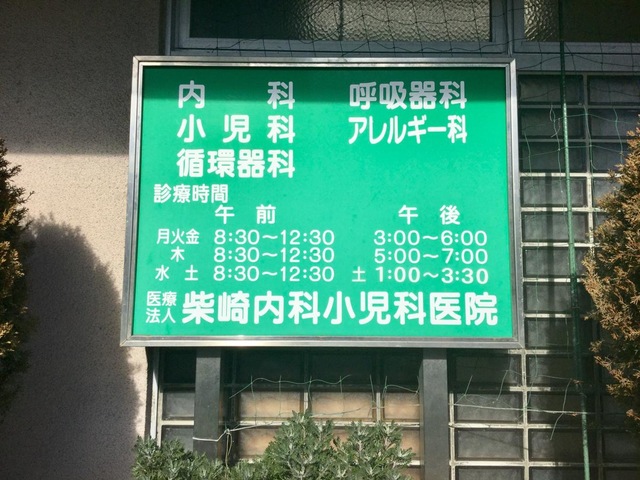 内科 呼吸器科
小児科 アレルギー科
循環器科
診療時間
午前 午後
月火金 8:30～12:30 3:00～6:00
木 8:30～12:30 5:00～7:00
水 土 8:30～12:30 土 1:00～3:30
医療法人 柴崎内科小児科医院